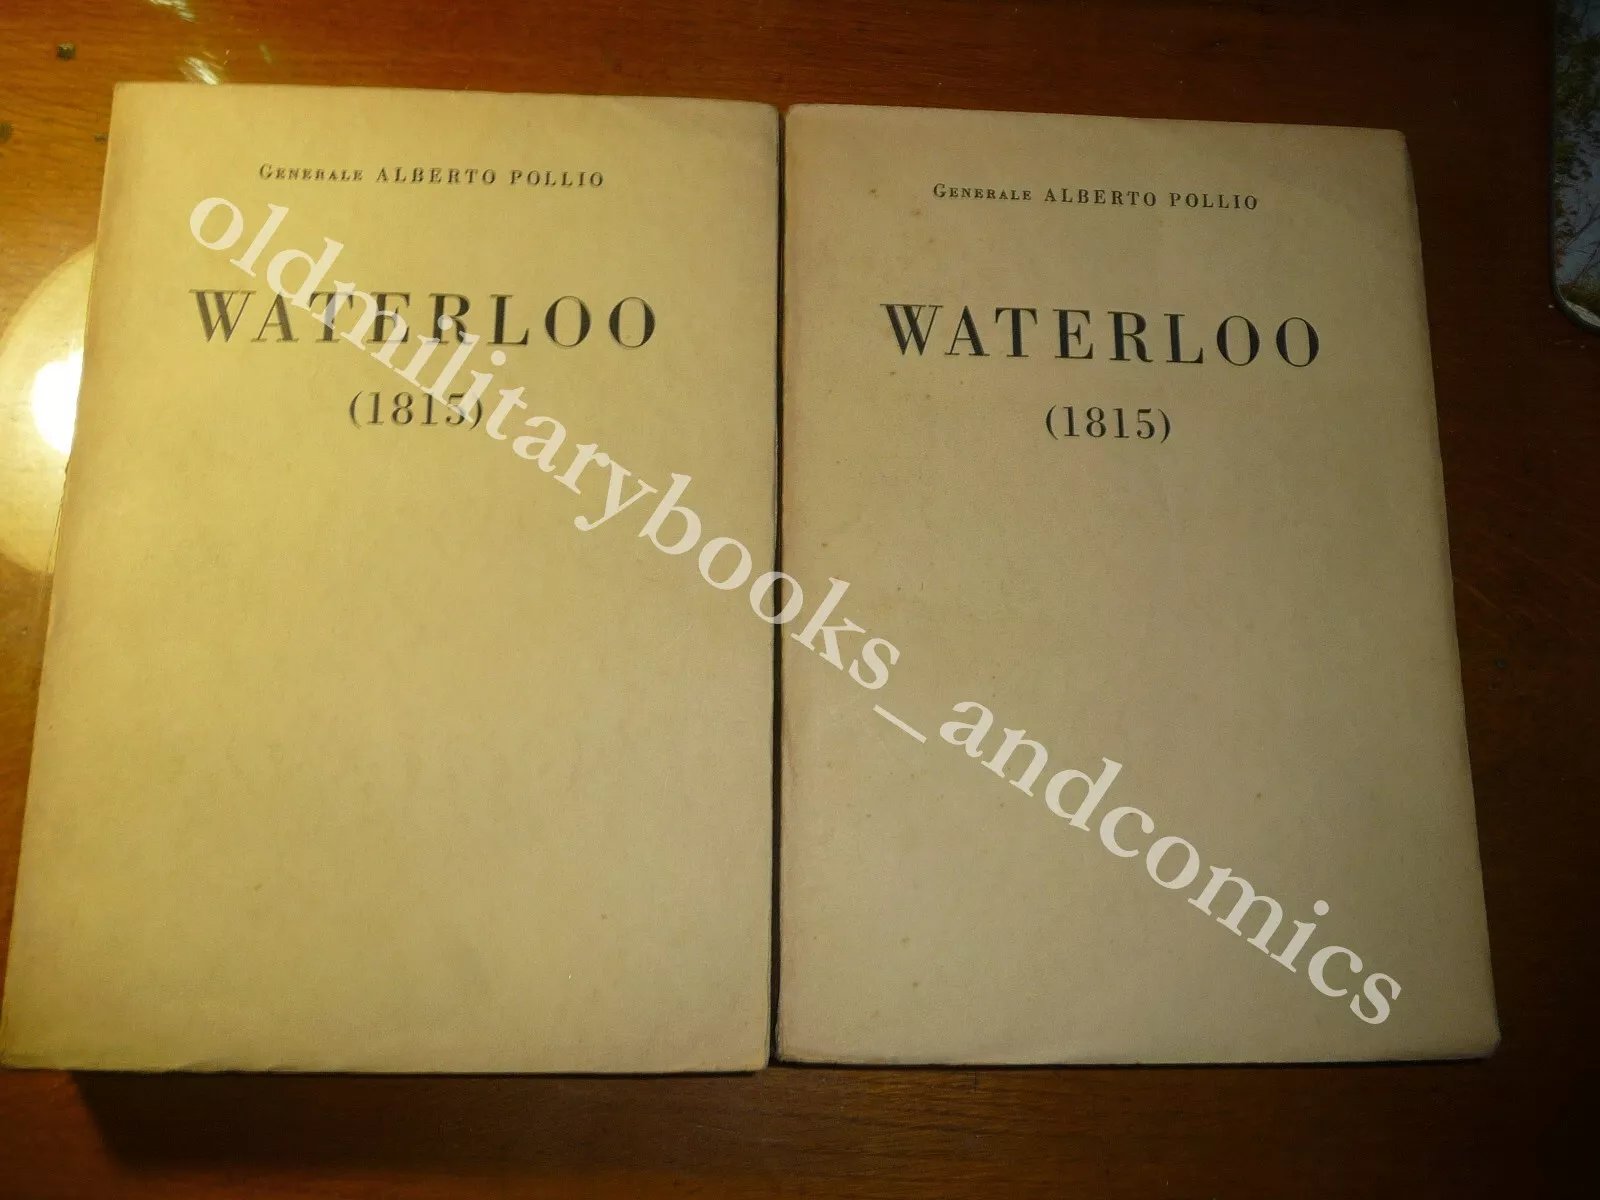 Generale ALBERTO POLLIO
WATERLOO
(1815)
Generale ALBERTO POLLIO
WATERLOO
(1815)
oldmilitarybooks_andcomics